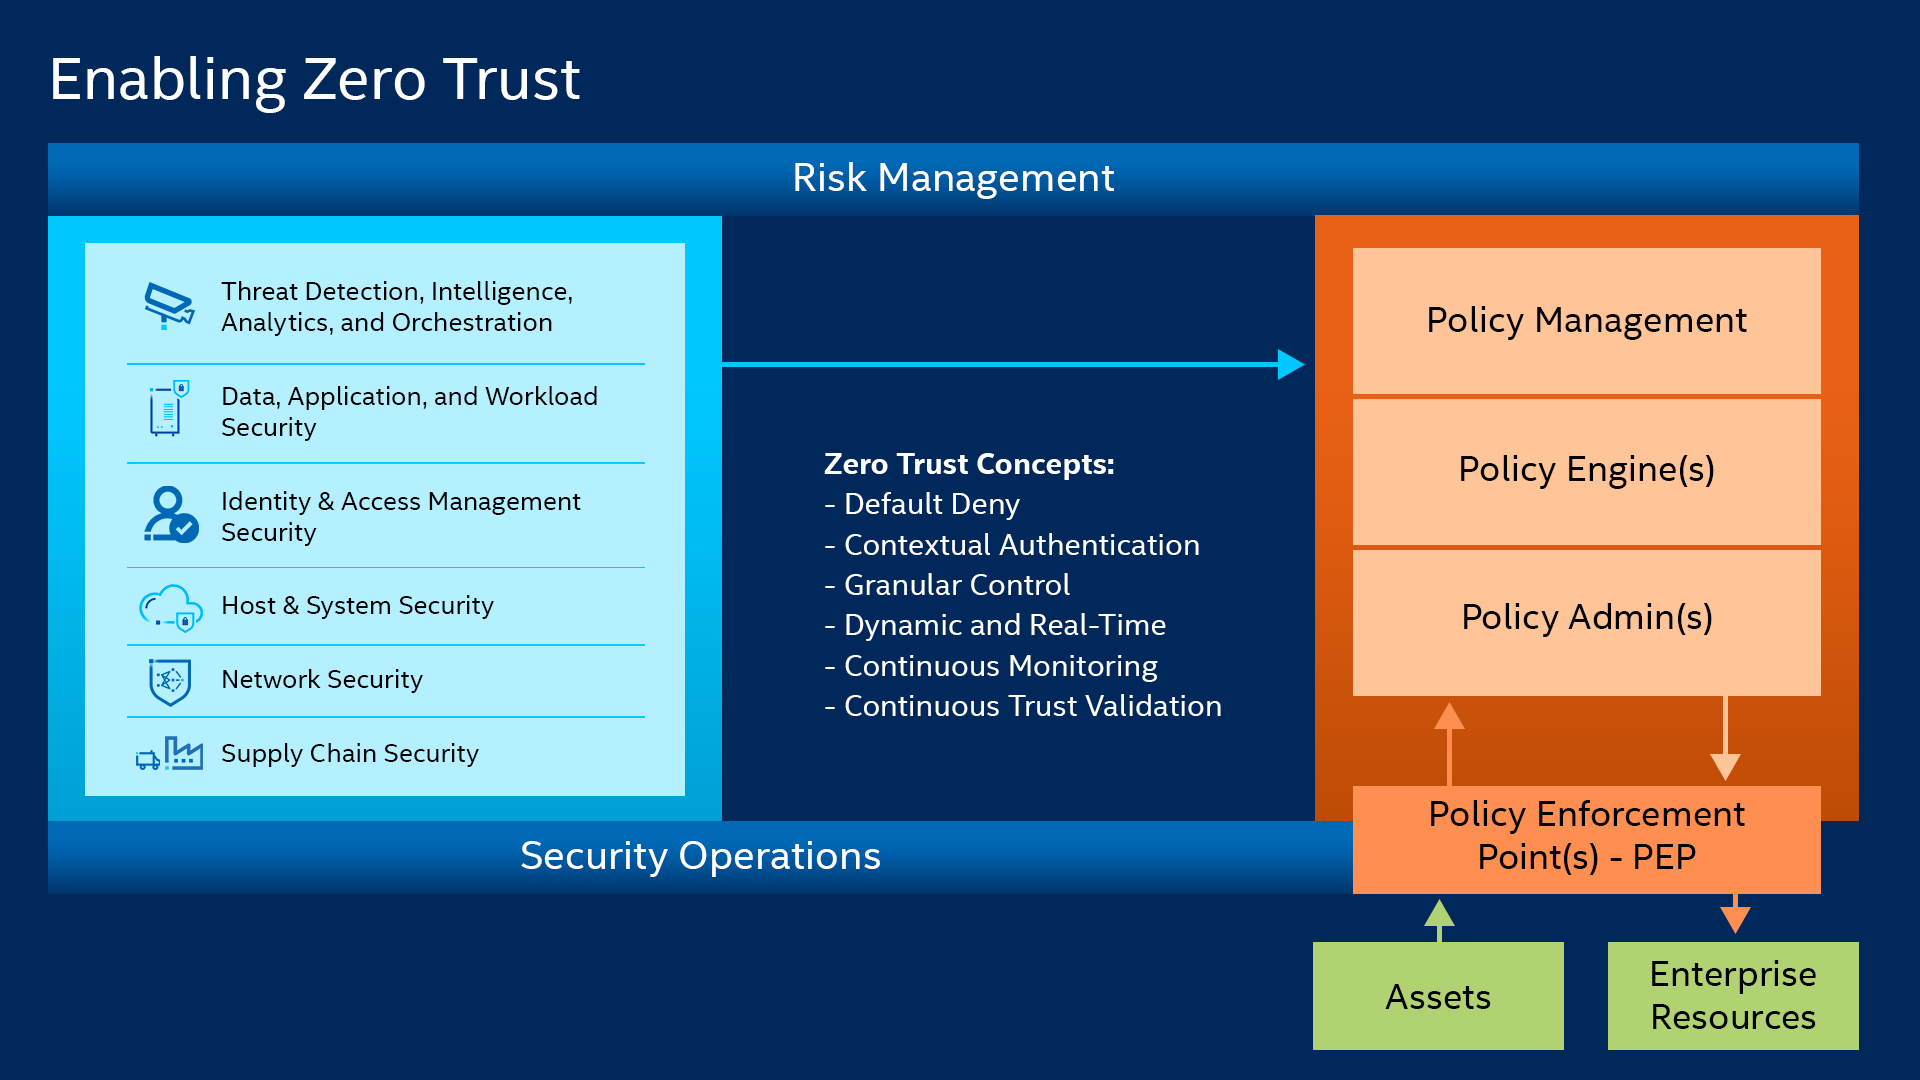 Enabling Zero Trust
Risk Management
Threat Detection, Intelligence,
Analytics, and Orchestration
Data, Application, and Workload
Security
Identity & Access Management
Security
Host & System Security
Network Security
Supply Chain Security
Zero Trust Concepts:
- Default Deny
- Contextual Authentication
- Granular Control
- Dynamic and Real-Time
- Continuous Monitoring
- Continuous Trust Validation
Policy Management
Policy Engine(s)
Policy Admin(s)
Policy Enforcement
Point(s) - PEP
Security Operations
Assets
Enterprise
Resources